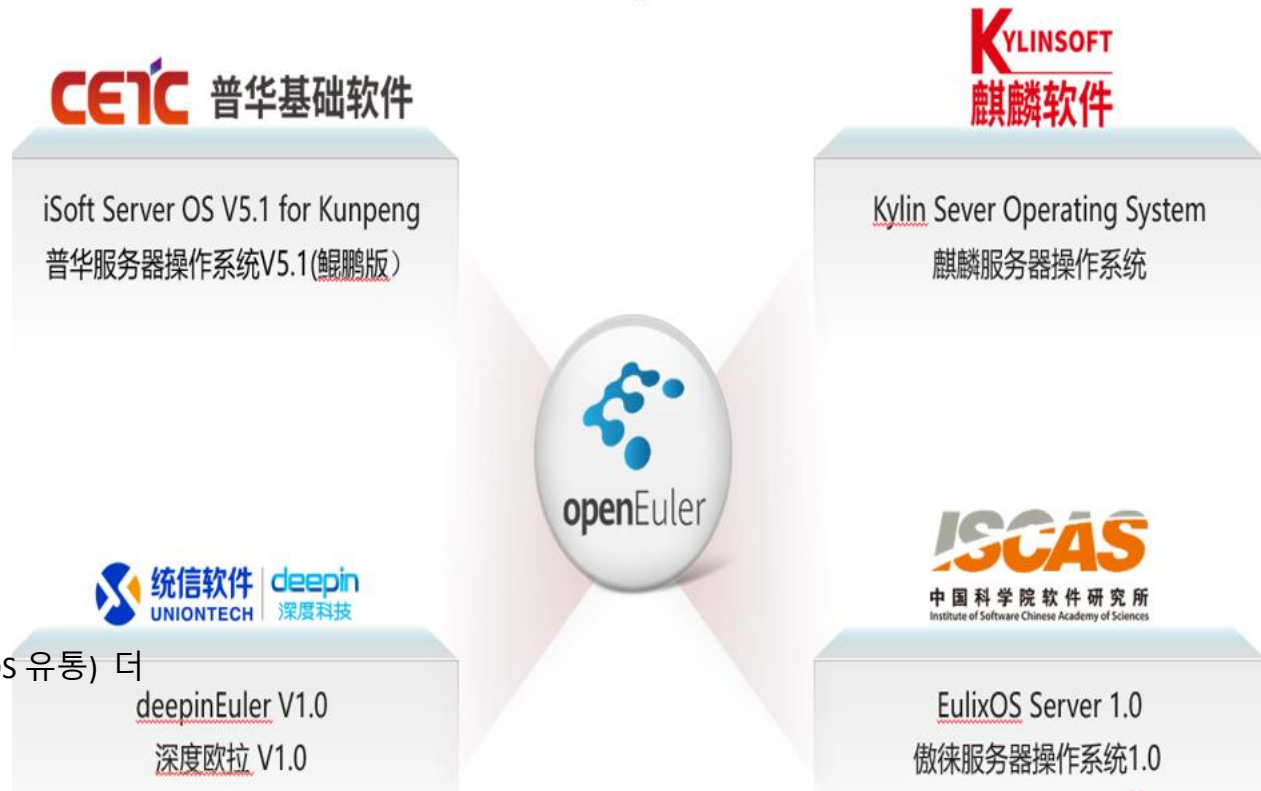 CETC 普华基础软件
iSoft Server OS V5.1 for Kunpeng
普华服务器操作系统V5.1(鲲鹏版）
KYLINSOFT
麒麟软件
Kylin Sever Operating System
麒麟服务器操作系统
openEuler
统信软件 deepin
UNIONTECH 深度科技
s 유통) 더
deepinEuler V1.0
深度欧拉 V1.0
ISCAS
中国科学院软件研究所
Institute of Software Chinese Academy of Sciences
EulixOS Server 1.0
傲徕服务器操作系统1.0